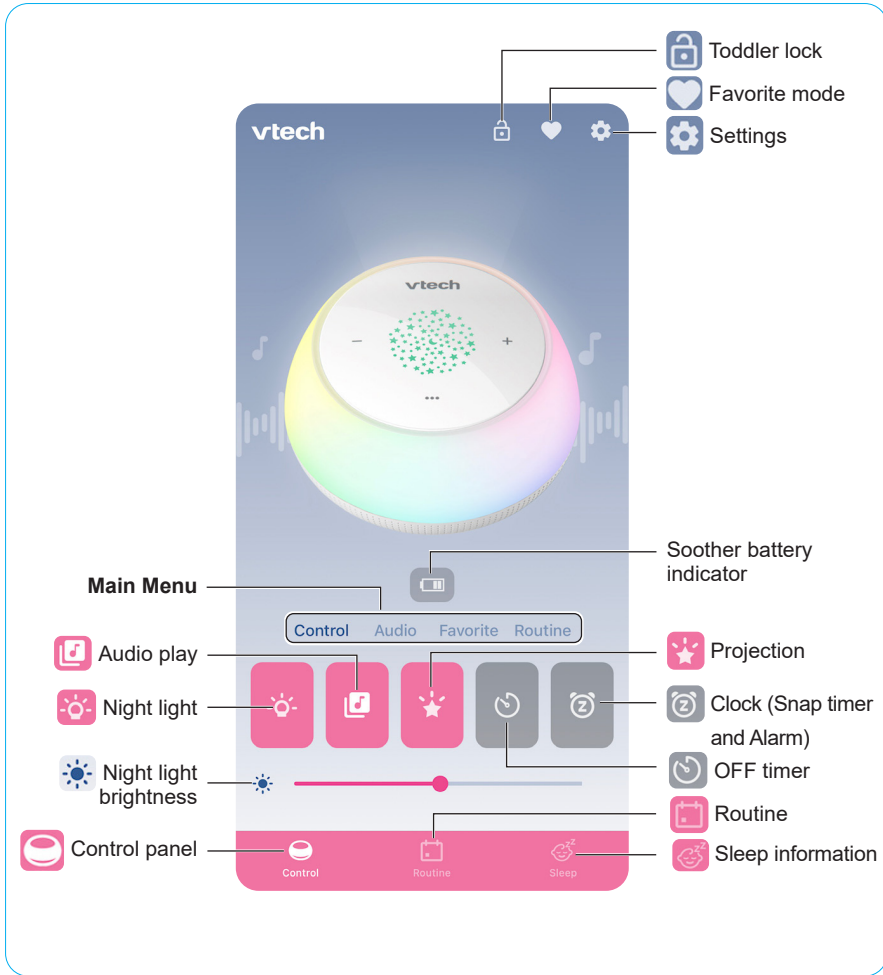 Toddler lock
Favorite mode
Settings
vtech
vtech
Soother battery
indicator
Main Menu
Control Audio Favorite Routine
Audio play
Projection
Night light
Clock (Snap timer
and Alarm)
OFF timer
Night light
brightness
Routine
Control panel
Sleep information
Control Routine Sleep